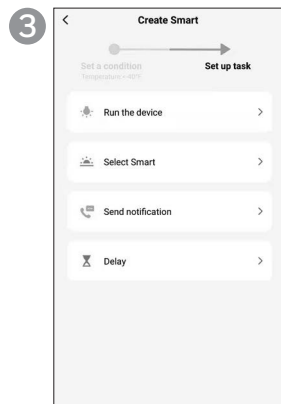 3
Create Smart
Set a condition Set up task
Run the device
Select Smart
Send notification
Delay